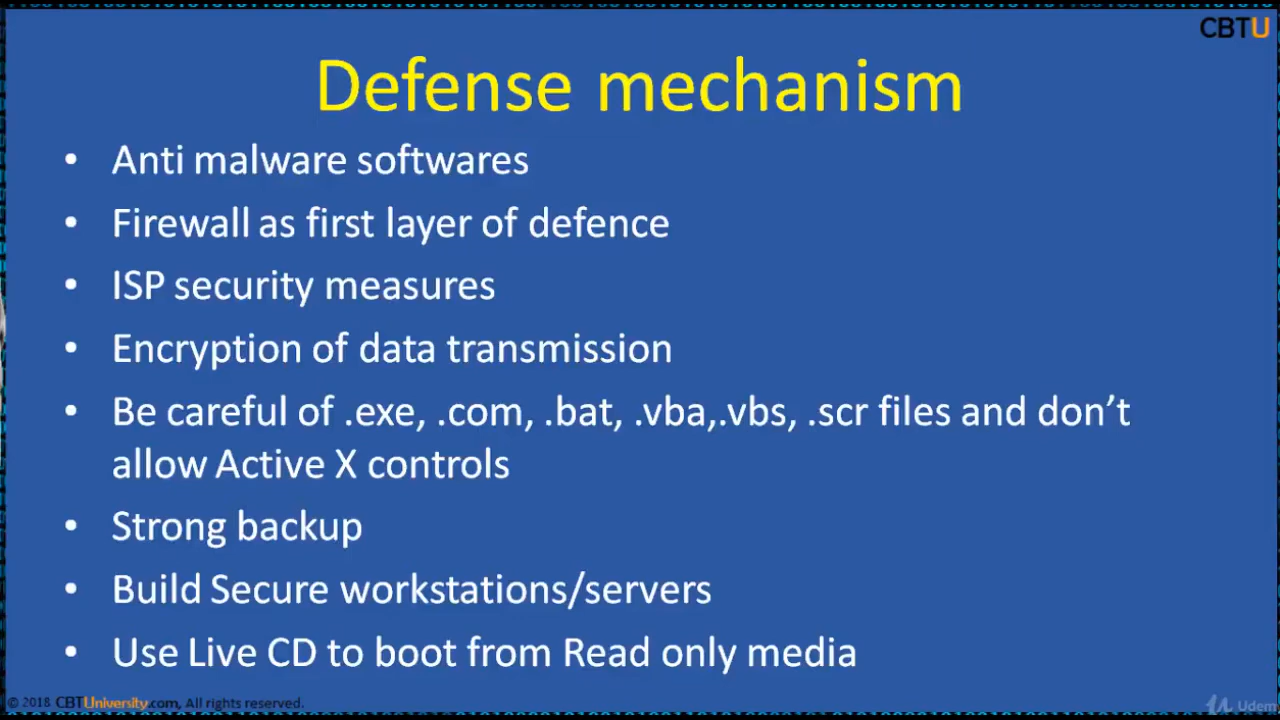 CBTU
Defense mechanism
• Anti malware softwares
• Firewall as first layer of defence
• ISP security measures
• Encryption of data transmission
• Be careful of .exe, .com, .bat, .vba,.vbs, .scr files and don’t
allow Active X controls
• Strong backup
• Build Secure workstations/servers
• Use Live CD to boot from Read only media
© 2018 CBTUniversity.com, All rights reserved.